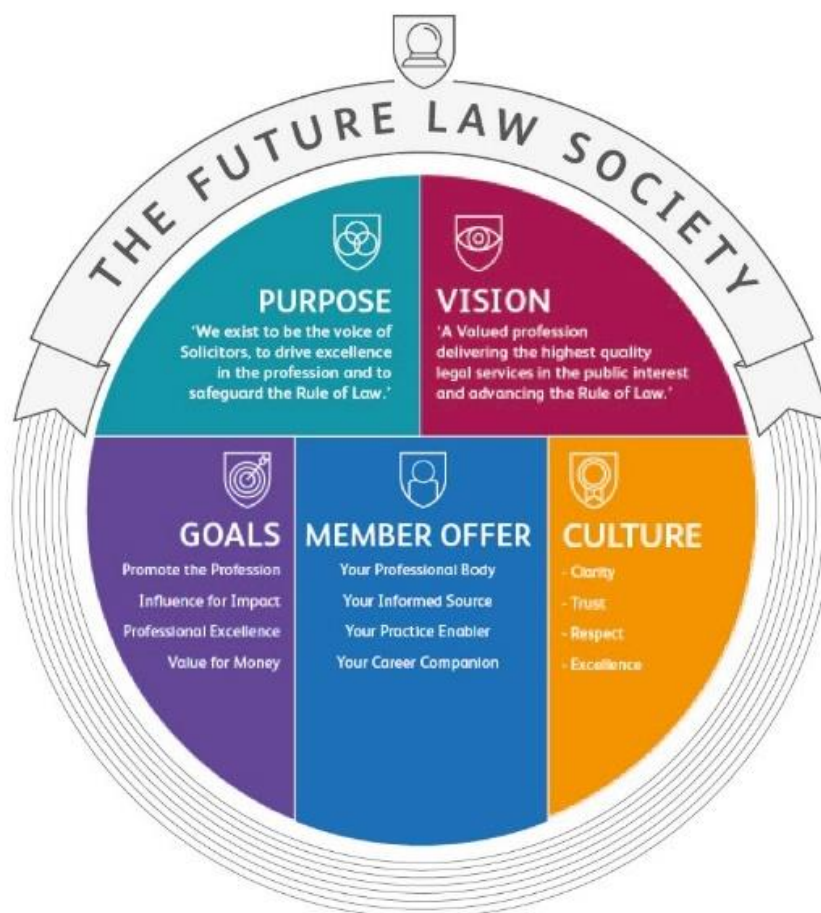 THE FUTURE LAW SOCIETY
PURPOSE
'We exist to be the voice of
Solicitors, to drive excellence
in the profession and to
safeguard the Rule of Law.'
VISION
'A Valued profession
delivering the highest quality
legal services in the public interest
and advancing the Rule of Law.'
GOALS
Promote the Profession
Influence for Impact
Professional Excellence
Value for Money
MEMBER OFFER
Your Professional Body
Your Informed Source
Your Practice Enabler
Your Career Companion
CULTURE
- Clarity
- Trust
- Respect
- Excellence